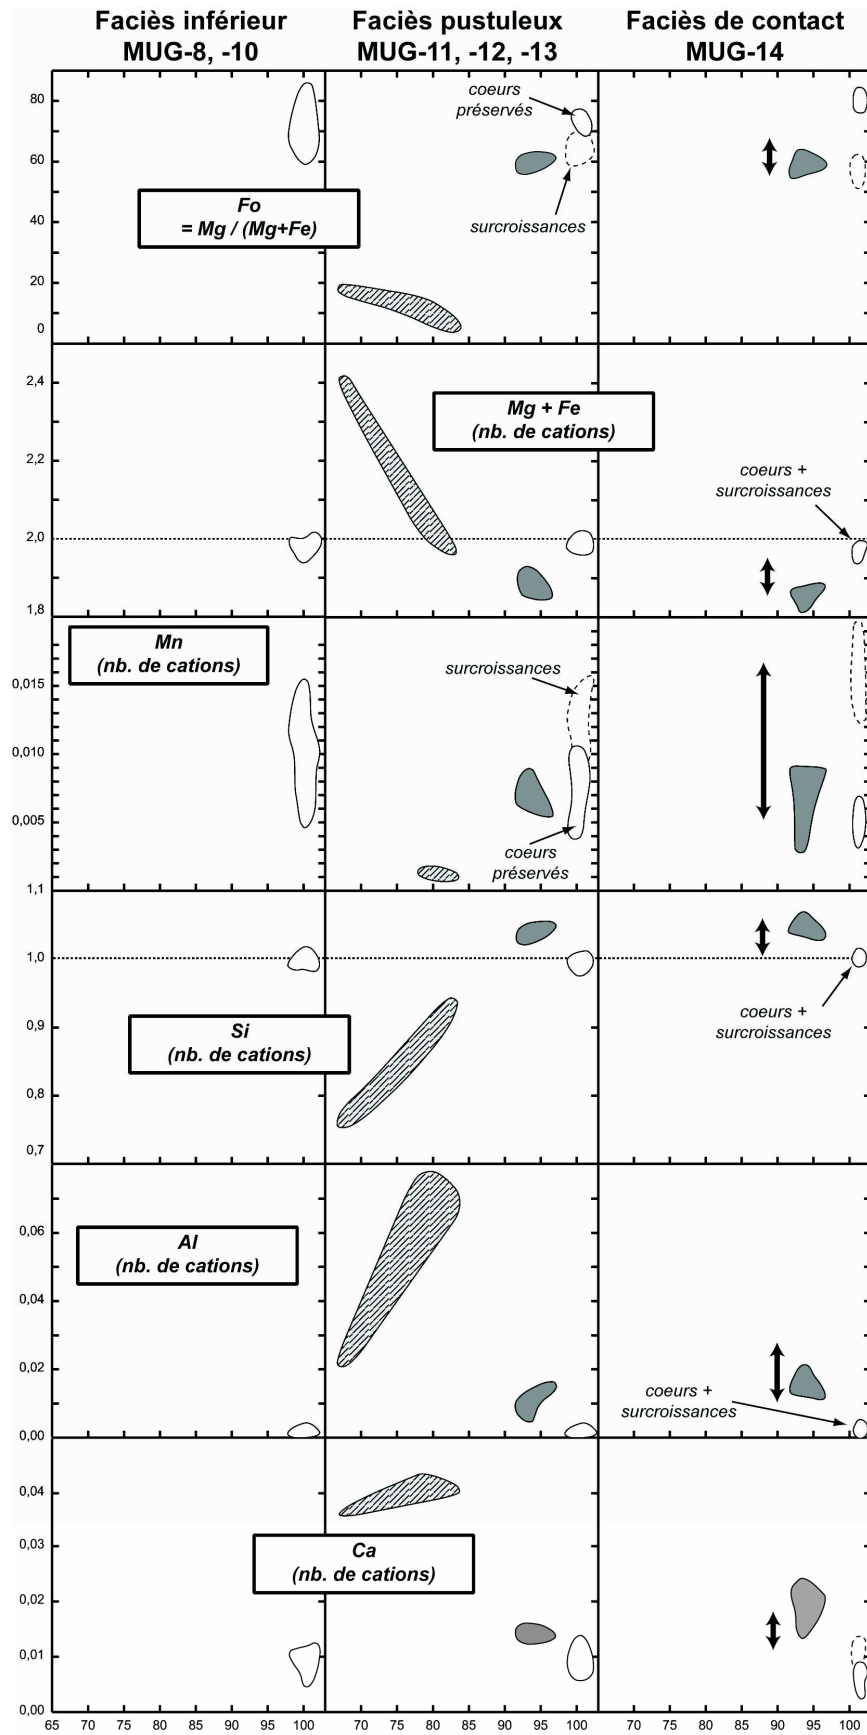 Faciès inférieur
MUG-8, -10
Faciès pustuleux
MUG-11, -12, -13
Faciès de contact
MUG-14
80
60
40
20
0
coeurs
préservés
surcroissances
Fo
= Mg / (Mg+Fe)
2,4
2,2
2,0
1,8
Mg + Fe
(nb. de cations)
coeurs +
surcroissances
Mn
(nb. de cations)
0,015
0,010
0,005
1,1
surcroissances
coeurs
préservés
1,0
0,9
0,8
0,7
Si
(nb. de cations)
coeurs +
surcroissances
0,06
0,04
0,02
0,00
Al
(nb. de cations)
coeurs +
surcroissances
0,04
0,03
0,02
0,01
0,00
Ca
(nb. de cations)
65 70 75 80 85 90 95 100 70 75 80 85 90 95 100 70 75 80 85 90 95 100